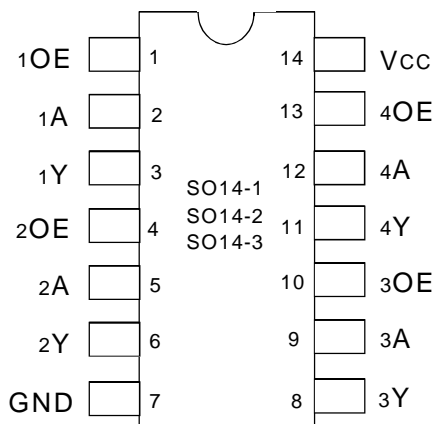 1OE 1 14 VCC
1A 2 13 4OE
1Y 3 12 4A
SO14-1
2OE 4 SO14-2 11 4Y
SO14-3
2A 5 10 3OE
2Y 6 9 3A
GND 7 8 3Y